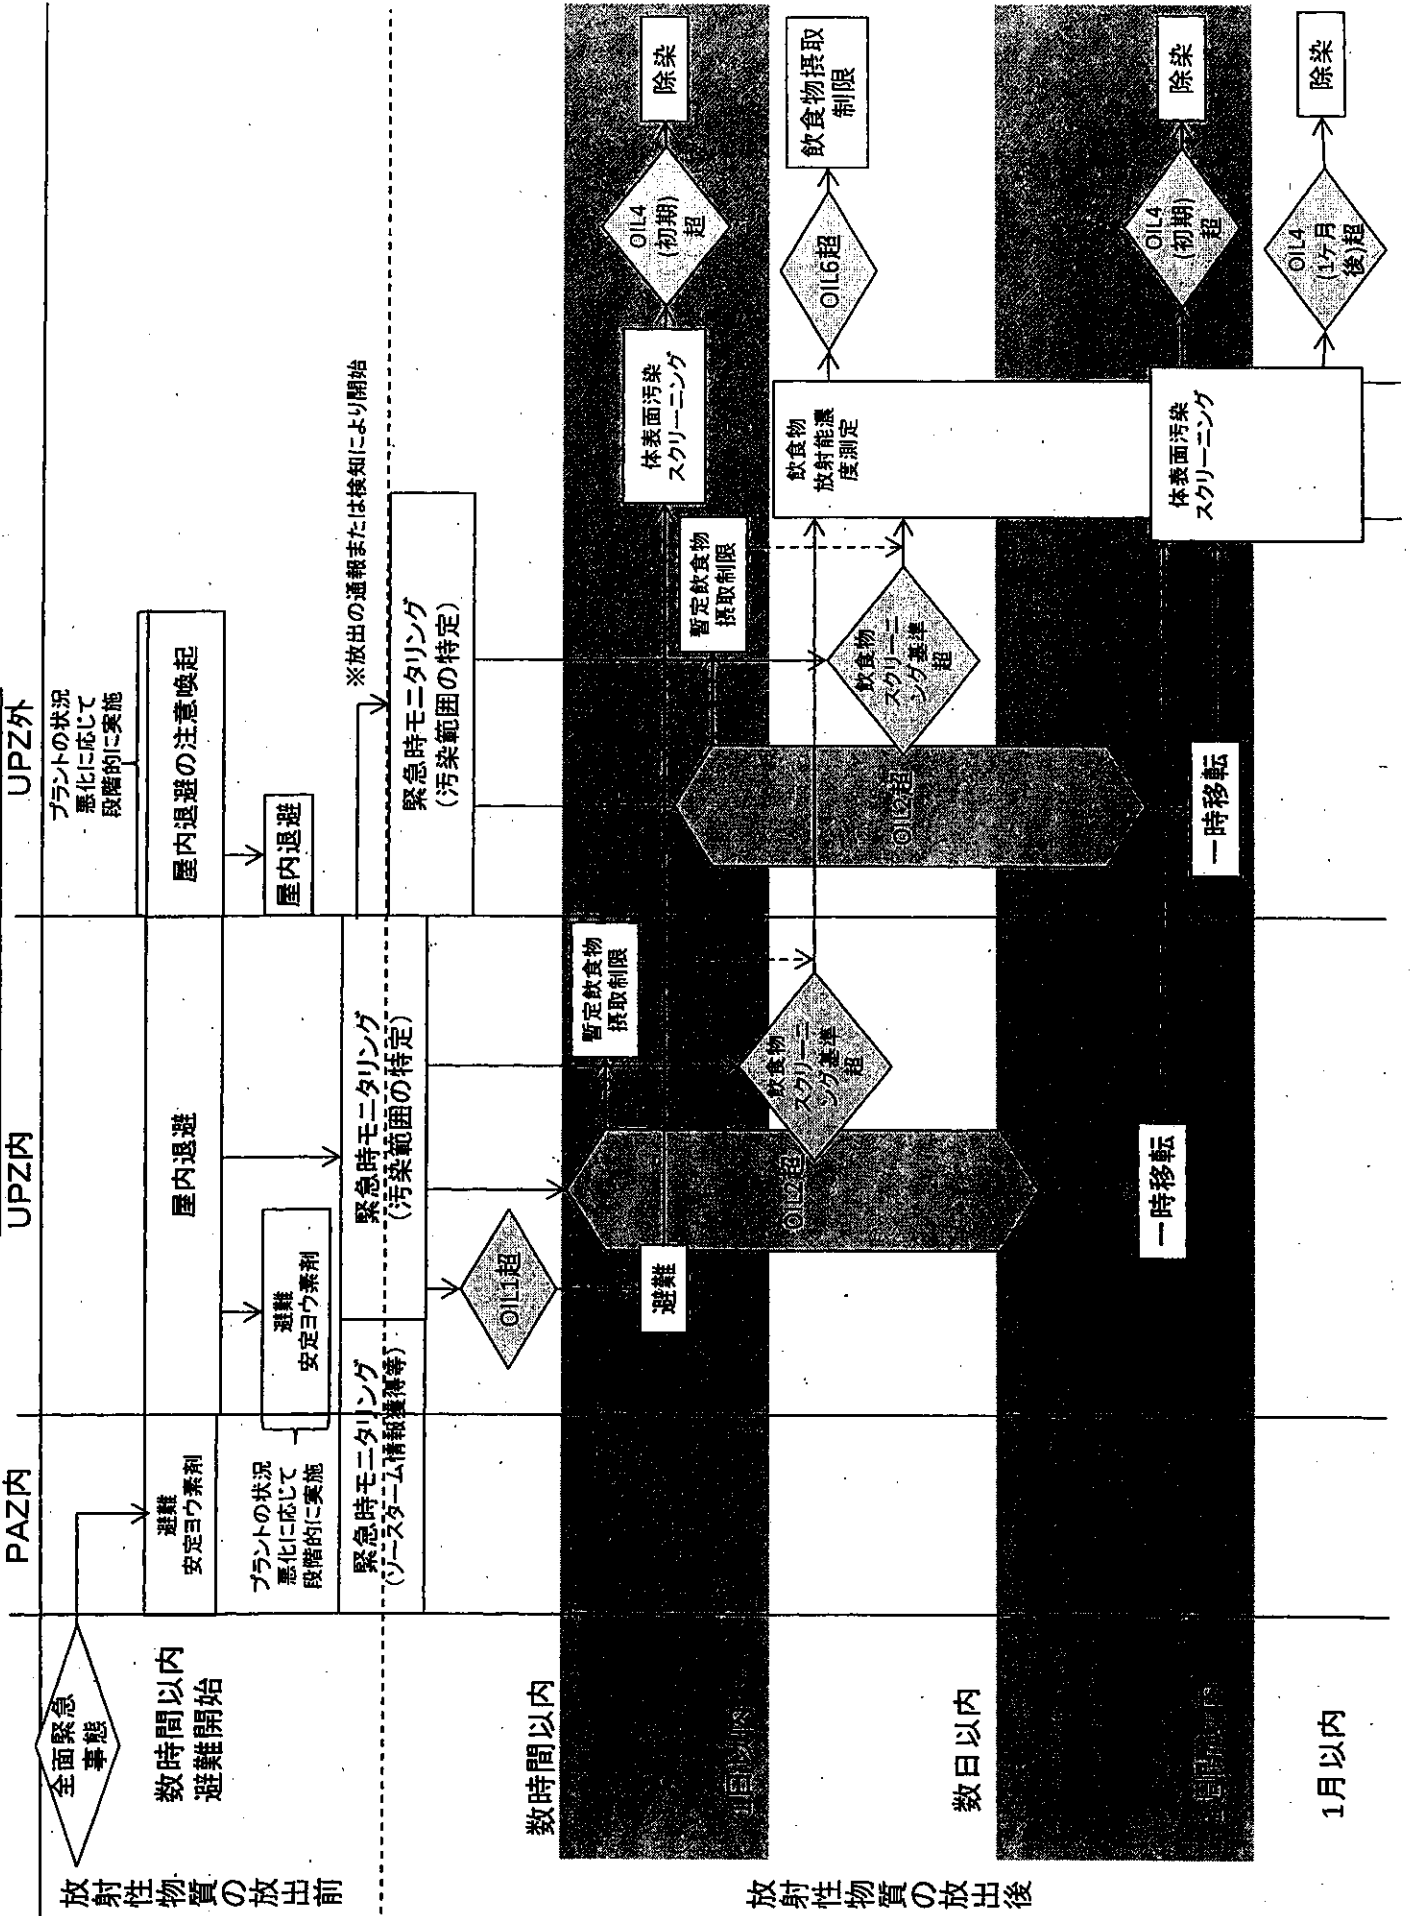 PAZ内
UPZ内
UPZ外
放射性物質の放出前
全面緊急
事態
数時間以内
避難開始
避難
安定ヨウ素剤
屋内退避
屋内退避の注意喚起
プラントの状況
悪化に応じて
段階的に実施
プラントの状況
悪化に応じて
段階的に実施
避難
安定ヨウ素剤
屋内退避
※放出の通報または検知により開始
緊急時モニタリング
(ソースターム情報獲得等)
緊急時モニタリング
(汚染範囲の特定)
緊急時モニタリング
(汚染範囲の特定)
放射性物質の放出後
数時間以内
OIL1超
避難
暫定飲食物
摂取制限
暫定飲食物
摂取制限
体表面汚染
スクリーニング
OIL4
(初期)
超
除染
OIL2超
OIL2超
飲食物
スクリーニ
ング基準
超
飲食物
スクリーニ
ング基準
超
飲食物
放射能濃
度測定
OIL6超
飲食物摂取
制限
数日以内
一時移転
一時移転
体表面汚染
スクリーニング
OIL4
(初期)
超
除染
1月以内
OIL4
(1ケ月
後)超
除染